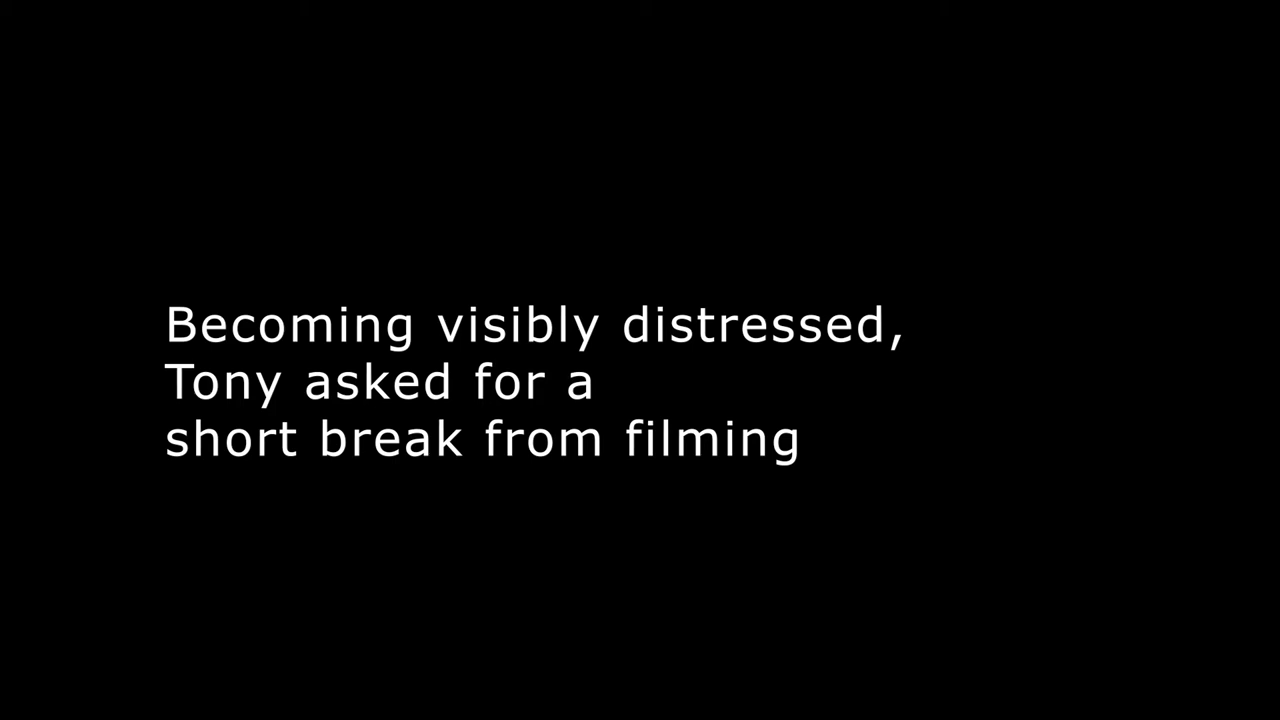 Becoming visibly distressed,
Tony asked for a
short break from filming